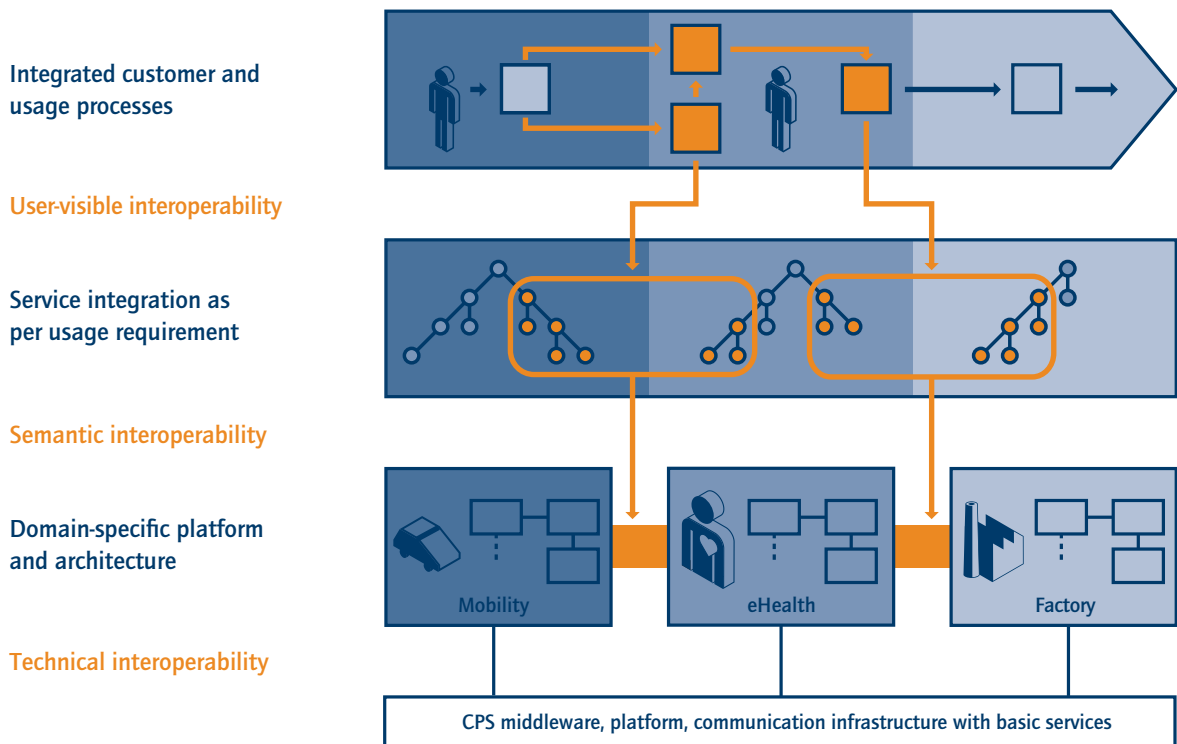 Integrated customer and
usage processes
User-visible interoperability
Service integration as
per usage requirement
Semantic interoperability
Domain-specific platform
and architecture
Mobility
eHealth
Factory
Technical interoperability
CPS middleware, platform, communication infrastructure with basic services